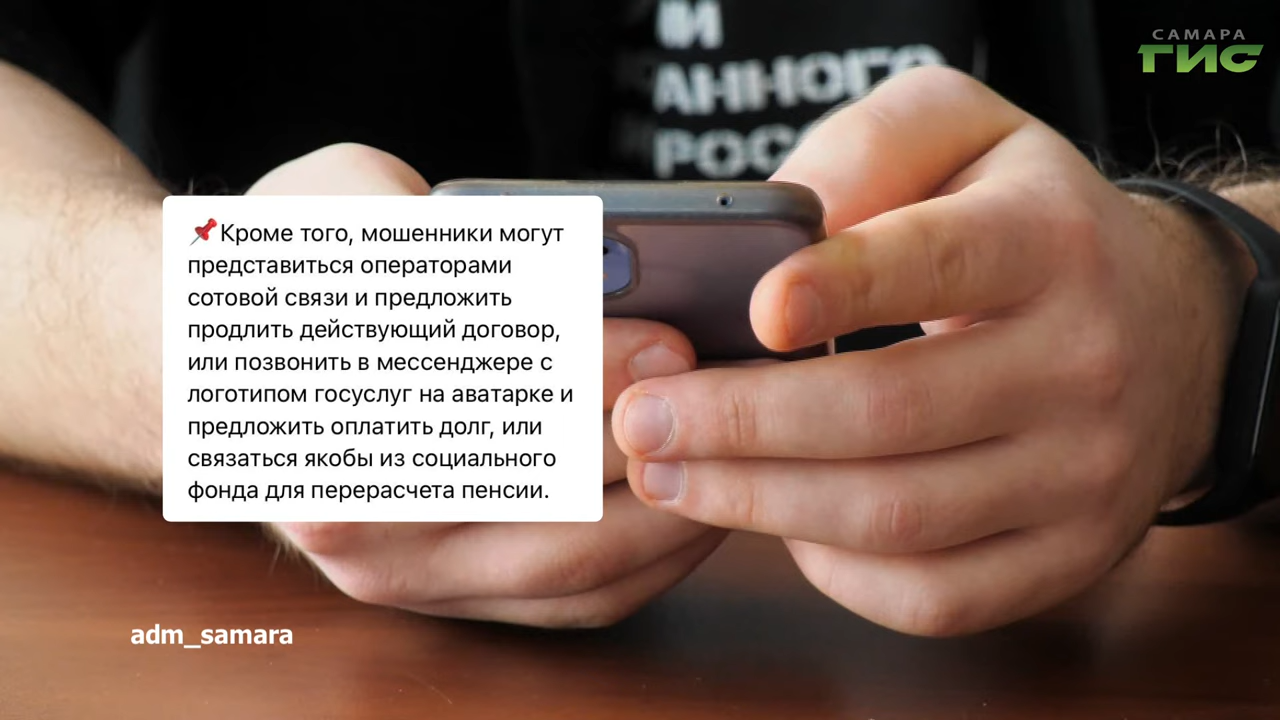 И
АННОГО
САМАРА
ГИС
📌Кроме того, мошенники могут
представиться операторами
сотовой связи и предложить
продлить действующий договор,
или позвонить в мессенджере с
логотипом госуслуг на аватарке и
предложить оплатить долг, или
связаться якобы из социального
фонда для перерасчета пенсии.
adm_samara